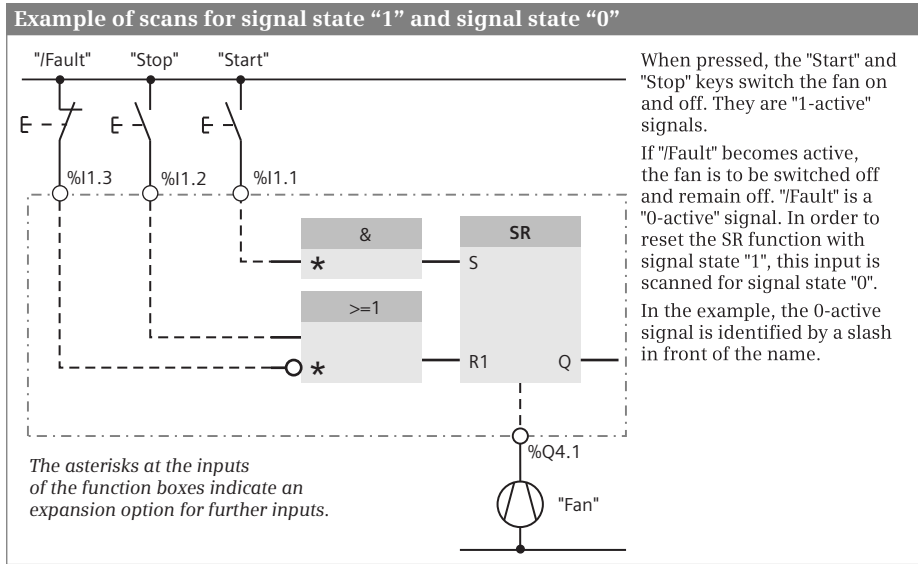 Example of scans for signal state “1” and signal state “0”
"/Fault" "Stop" "Start"
%I1.3 %I1.2 %I1.1
& SR
* S
>=1
* R1 Q
%Q4.1
"Fan"
The asterisks at the inputs
of the function boxes indicate an
expansion option for further inputs.
When pressed, the "Start" and
"Stop" keys switch the fan on
and off. They are "1-active"
signals.
If "/Fault" becomes active,
the fan is to be switched off
and remain off. "/Fault" is a
"0-active" signal. In order to
reset the SR function with
signal state "1", this input is
scanned for signal state "0".
In the example, the 0-active
signal is identified by a slash
in front of the name.